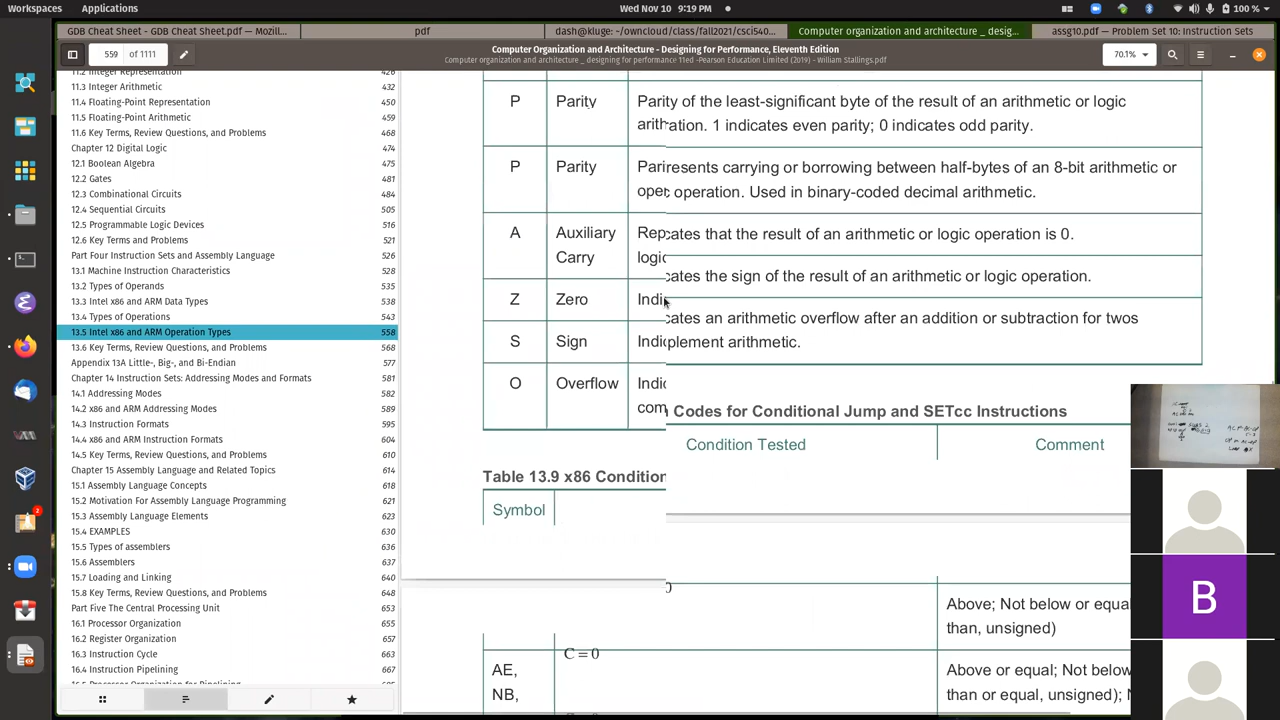 Workspaces Applications Wed Nov 10 9:19 PM 100 %
GDB Cheat Sheet - GDB Cheat Sheet.pdf — Mozil... pdf dash@kluge: ~/owncloud/class/fall2021/csci540... computer organization and architecture _ desig... assg10.pdf — Problem Set 10: Instruction Sets
559 of 1111
Computer Organization and Architecture - Designing for Performance, Eleventh Edition
computer organization and architecture _ designing for performance 11ed -Pearson Education Limited (2019) - William Stallings.pdf
70.1%
11.2 Integer Representation 426
11.3 Integer Arithmetic 432
11.4 Floating-Point Representation 450
11.5 Floating-Point Arithmetic 459
11.6 Key Terms, Review Questions, and Problems 468
Chapter 12 Digital Logic 474
12.1 Boolean Algebra 475
12.2 Gates 481
12.3 Combinational Circuits 484
12.4 Sequential Circuits 505
12.5 Programmable Logic Devices 516
12.6 Key Terms and Problems 521
Part Four Instruction Sets and Assembly Language 526
13.1 Machine Instruction Characteristics 528
13.2 Types of Operands 535
13.3 Intel x86 and ARM Data Types 538
13.4 Types of Operations 543
13.5 Intel x86 and ARM Operation Types 558
13.6 Key Terms, Review Questions, and Problems 568
Appendix 13A Little-, Big-, and Bi-Endian 577
Chapter 14 Instruction Sets: Addressing Modes and Formats 581
14.1 Addressing Modes 582
14.2 x86 and ARM Addressing Modes 589
14.3 Instruction Formats 595
14.4 x86 and ARM Instruction Formats 604
14.5 Key Terms, Review Questions, and Problems 610
Chapter 15 Assembly Language and Related Topics 614
15.1 Assembly Language Concepts 618
15.2 Motivation For Assembly Language Programming 621
15.3 Assembly Language Elements 623
15.4 EXAMPLES 630
15.5 Types of assemblers 636
15.6 Assemblers 637
15.7 Loading and Linking 640
15.8 Key Terms, Review Questions, and Problems 648
Part Five The Central Processing Unit 653
16.1 Processor Organization 655
16.2 Register Organization 657
16.3 Instruction Cycle 663
16.4 Instruction Pipelining 668
P Parity Parity of the least-significant byte of the result of an arithmetic or logic
arith ation. 1 indicates even parity; 0 indicates odd parity.
P Parity Pari resents carrying or borrowing between half-bytes of an 8-bit arithmetic or
oper operation. Used in binary-coded decimal arithmetic.
A Auxiliary Rep cates that the result of an arithmetic or logic operation is 0.
Carry logic
cates the sign of the result of an arithmetic or logic operation.
Z Zero Indi
cates an arithmetic overflow after an addition or subtraction for twos
S Sign Indic plement arithmetic.
O Overflow Indic
com
Codes for Conditional Jump and SETcc Instructions
Condition Tested Comment
Table 13.9 x86 Condition
Symbol
0
Above; Not below or equa
than, unsigned)
C = 0
AE, Above or equal; Not below
NB, than or equal, unsigned); N
B
2